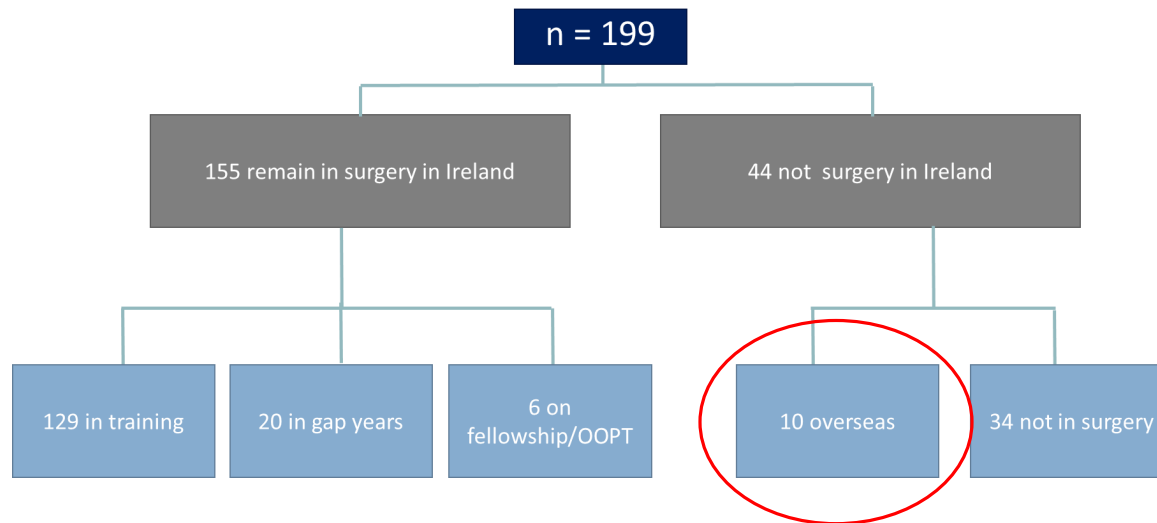 n = 199
155 remain in surgery in Ireland
44 not  surgery in Ireland
129 in training
20 in gap years
6 on
fellowship/OOPT
10 overseas
34 not in surgery